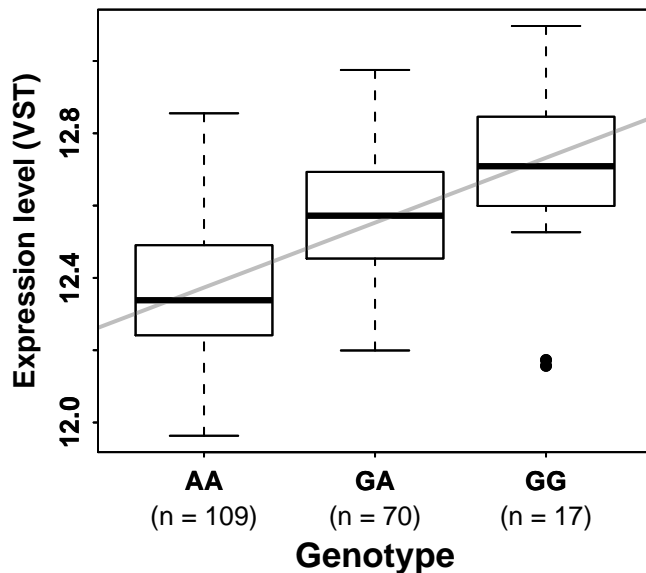 Expression level (VST)
12.8
12.4
12.0
AA GA GG
(n = 109) (n = 70) (n = 17)
Genotype